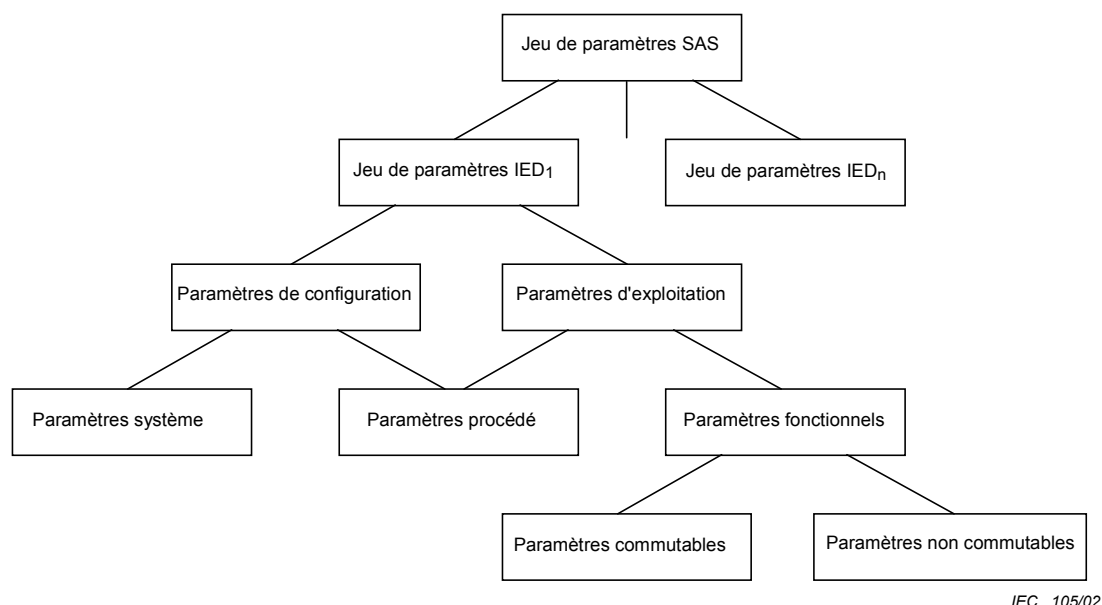 Jeu de paramètres SAS
Jeu de paramètres IED1
Jeu de paramètres IEDn
Paramètres de configuration
Paramètres d'exploitation
Paramètres système
Paramètres procédé
Paramètres fonctionnels
Paramètres commutables
Paramètres non commutables
IEC 105/02